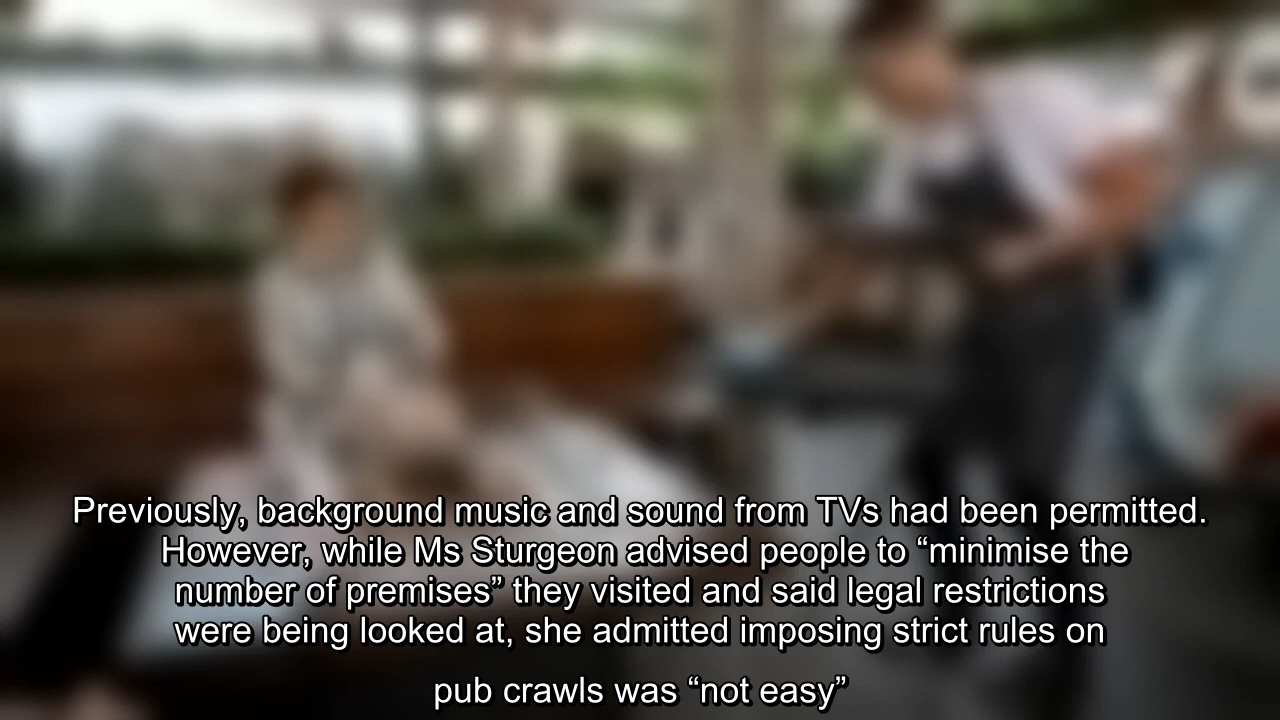 Previously, background music and sound from TVs had been permitted.
However, while Ms Sturgeon advised people to “minimise the
number of premises” they visited and said legal restrictions
were being looked at, she admitted imposing strict rules on
pub crawls was “not easy”